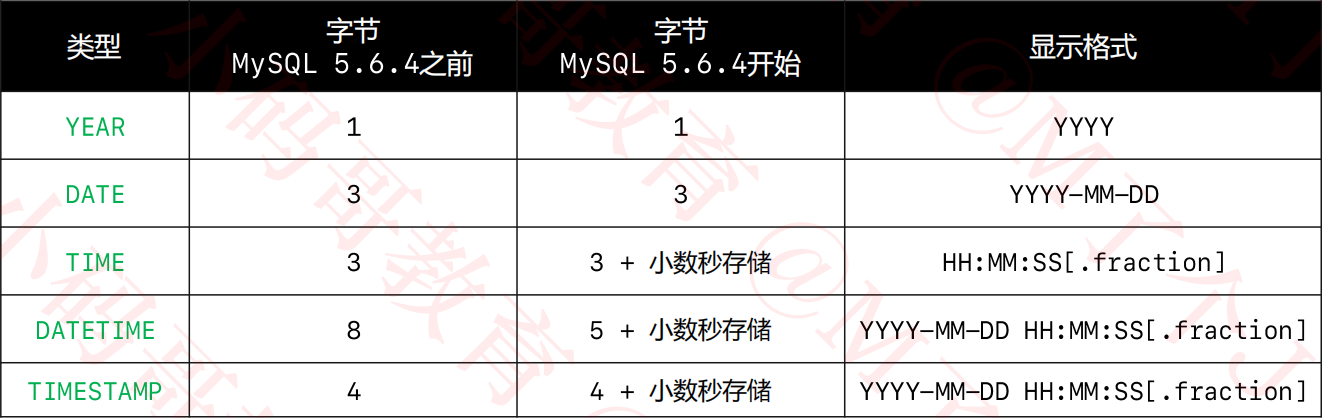 类型 字节 MySQL 5.6.4之前 字节 MySQL 5.6.4开始 显示格式
YEAR 1 1 YYYY
DATE 3 3 YYYY-MM-DD
TIME 3 3 + 小数秒存储 HH:MM:SS[.fraction]
DATETIME 8 5 + 小数秒存储 YYYY-MM-DD HH:MM:SS[.fraction]
TIMESTAMP 4 4 + 小数秒存储 YYYY-MM-DD HH:MM:SS[.fraction]
小码哥教育 @M了个J